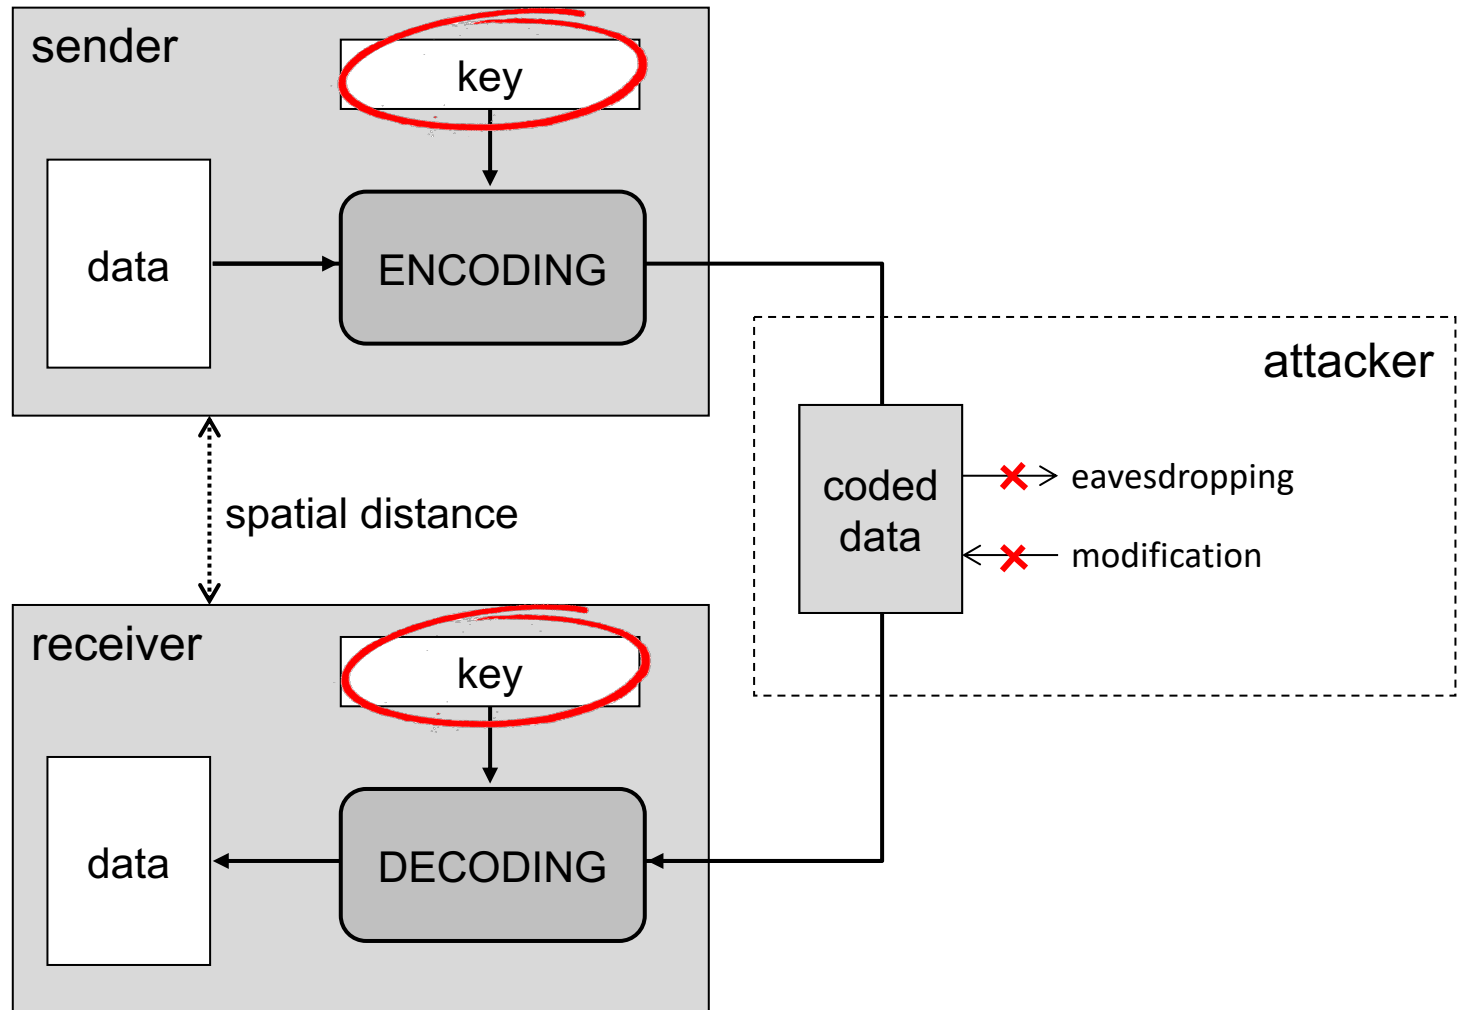 sender
key
data
ENCODING
attacker
coded
data
eavesdropping
modification
spatial distance
receiver
key
data
DECODING